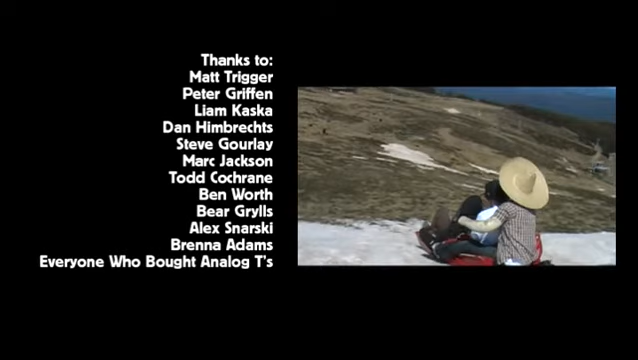 Thanks to:
Matt Trigger
Peter Griffen
Liam Kaska
Dan Himbrechts
Steve Gourlay
Marc Jackson
Todd Cochrane
Ben Worth
Bear Grylls
Alex Snarski
Brenna Adams
Everyone Who Bought Analog T's